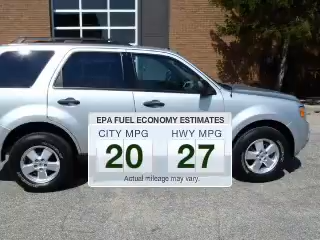 EPA FUEL ECONOMY ESTIMATES
CITY MPG HWY MPG
20 27
Actual mileage may vary.